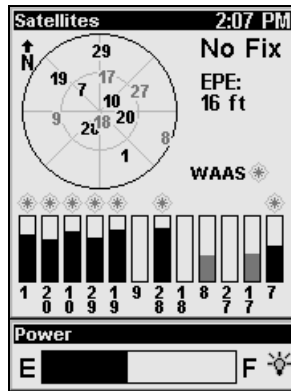 Satellites 2:07 PM
N
No Fix
EPE:
16 ft
29
19
17
7
27
10
9
28
18
20
8
1
WAAS
1 20 10 29 19 9 28 18 8 27 17 7
Power
E F